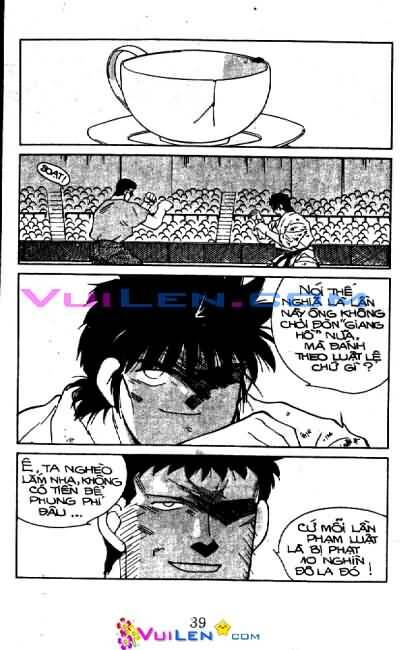 BOAT!
NÓI THẾ
NGHĨA LÀ LẦN
NÀY ÔNG KHÔNG
CHƠI ĐÒN "GIANG
HỒ" NỮA,
MÀ ĐÁNH
THEO LUẬT LỆ
CHỨ GÌ?
VUILEN.COM
Ê, TA NGHÈO
LẮM NHA, KHÔNG
CÓ TIỀN ĐỂ
PHUNG PHÍ
ĐÂU ...
CỨ MỖI LẦN
PHẠM LUẬT
LÀ BỊ PHẠT
10 NGHÌN
ĐÔ LA ĐÓ!
39
VUILEN.COM